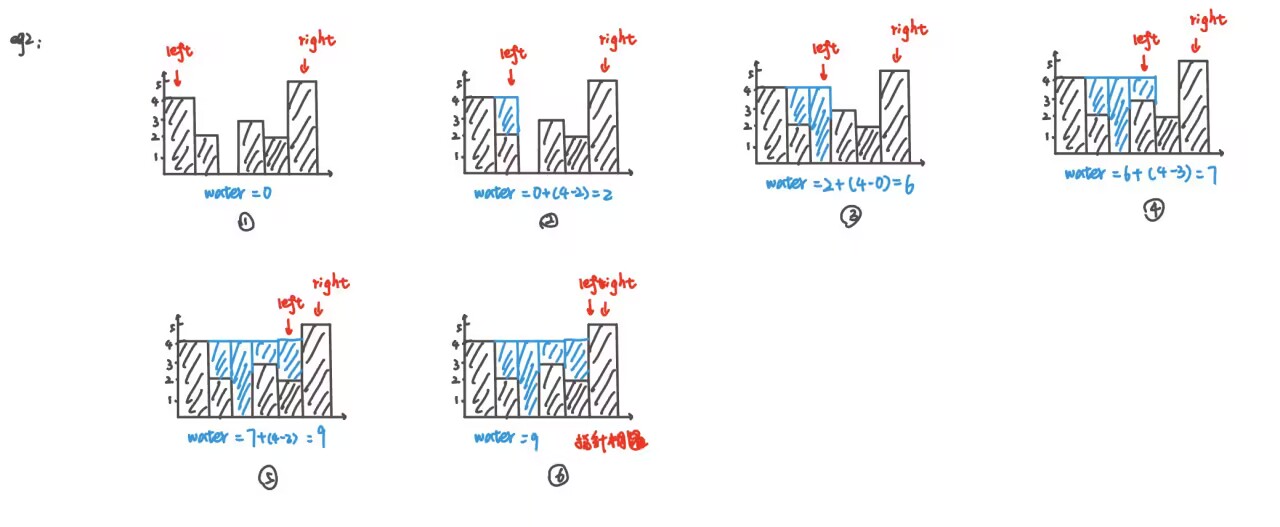 eg2:
left
right
5
4
3
2
1
water = 0
①
left
right
5
4
3
2
1
water = 0+(4-2)=2
②
left
right
5
4
3
2
1
water = 2+(4-0)=6
③
left
right
5
4
3
2
1
water = 6+(4-3)=7
④
left
right
5
4
3
2
1
water = 7+(4-2) = 9
⑤
left
right
5
4
3
2
1
water = 9
指针相遇
⑥